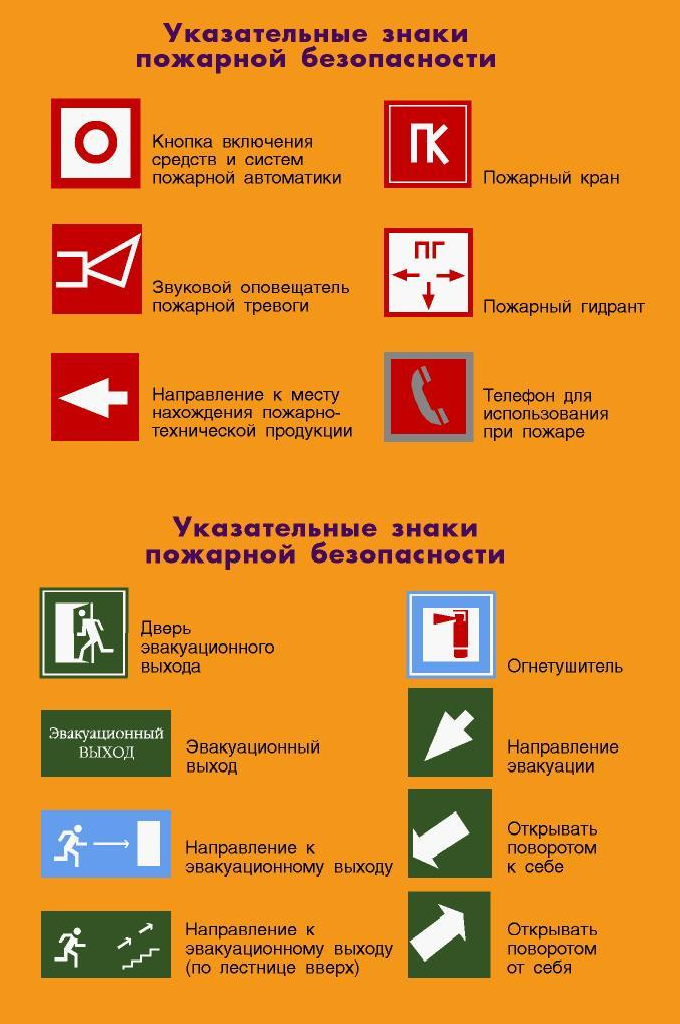 Указательные знаки
пожарной безопасности
Кнопка включения
средств и систем
пожарной автоматики
ПК
Пожарный кран
Звуковой оповещатель
пожарной тревоги
ПГ
Пожарный гидрант
Направление к месту
нахождения пожарно-
технической продукции
Телефон для
использования
при пожаре
Указательные знаки
пожарной безопасности
Дверь
эвакуационного
выхода
Огнетушитель
Эвакуационный
ВЫХОД
Эвакуационный
выход
Направление
эвакуации
Направление к
эвакуационному выходу
Открывать
поворотом
к себе
Направление к
эвакуационному выходу
(по лестнице вверх)
Открывать
поворотом
от себя